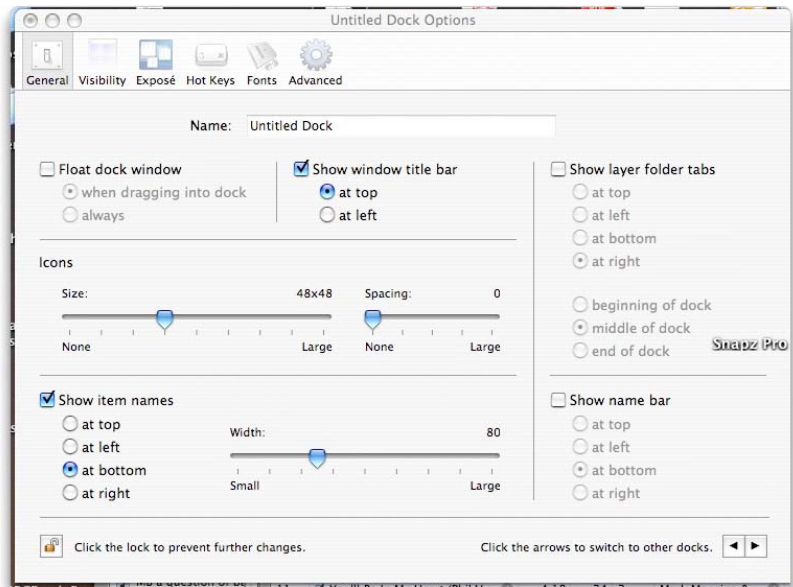 Untitled Dock Options
General Visibility Exposé Hot Keys Fonts Advanced
Name: Untitled Dock
Float dock window
when dragging into dock
always
Show window title bar
at top
at left
Show layer folder tabs
at top
at left
at bottom
at right
beginning of dock
middle of dock
end of dock
Icons
Size: 48x48
None Large
Spacing: 0
None Large
Snapz Pro
Show item names
at top
at left
at bottom
at right
Width: 80
Small Large
Show name bar
at top
at left
at bottom
at right
Click the lock to prevent further changes.
Click the arrows to switch to other docks.